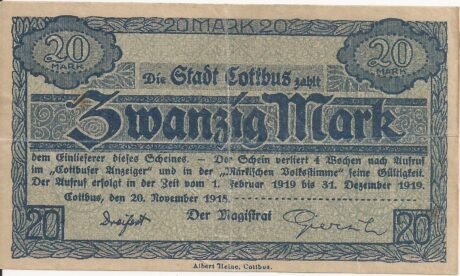 20 MARK 20
20 MARK
20 MARK
Die Stadt Cottbus zahlt
Zwanzig Mark
dem Einlieferer dieses Scheines. - Der Schein verliert 4 Wochen nach Aufruf
im „Cottbuser Anzeiger" und in der „Märkischen Volksstimme" seine Gültigkeit.
Der Aufruf erfolgt in der Zeit vom 1. Februar 1919 bis 31. Dezember 1919.
Cottbus, den 20. November 1918.
Der Magistrat
20
20
Albert Heine, Cottbus.